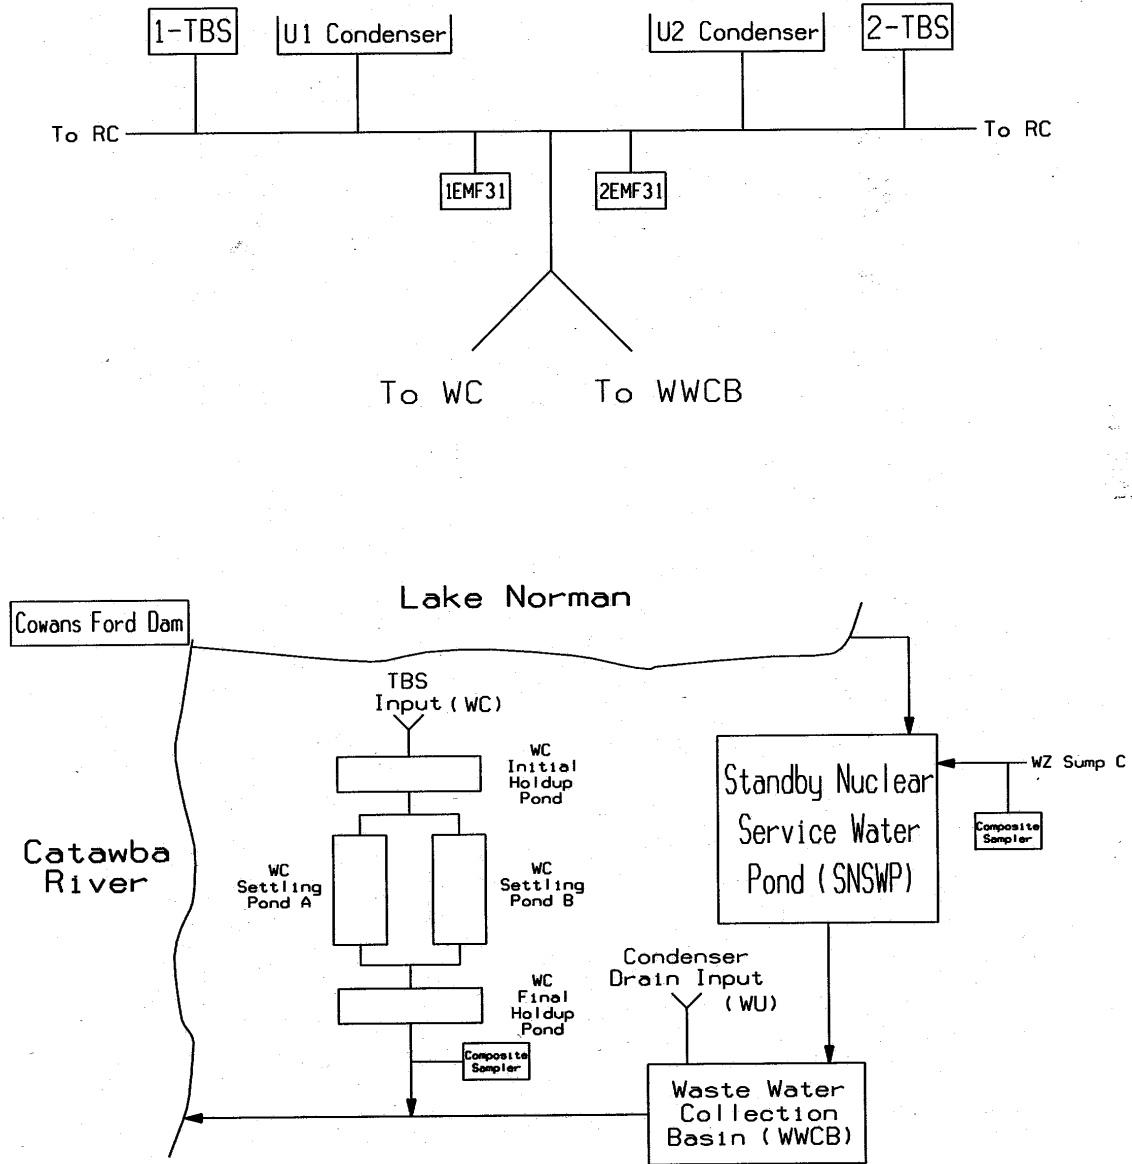 1-TBS
U1 Condenser
U2 Condenser
2-TBS
To RC
To RC
1EMF31
2EMF31
To WC
To WWCB
Lake Norman
Cowans Ford Dam
TBS
Input (WC)
WC
Initial
Holdup
Pond
Standby Nuclear
Service Water
Pond (SNSWP)
WZ Sump C
Composite
Sampler
Catawba
River
WC
Settling
Pond A
WC
Settling
Pond B
Condenser
Drain Input
(WU)
WC
Final
Holdup
Pond
Composite
Sampler
Waste Water
Collection
Basin (WWCB)